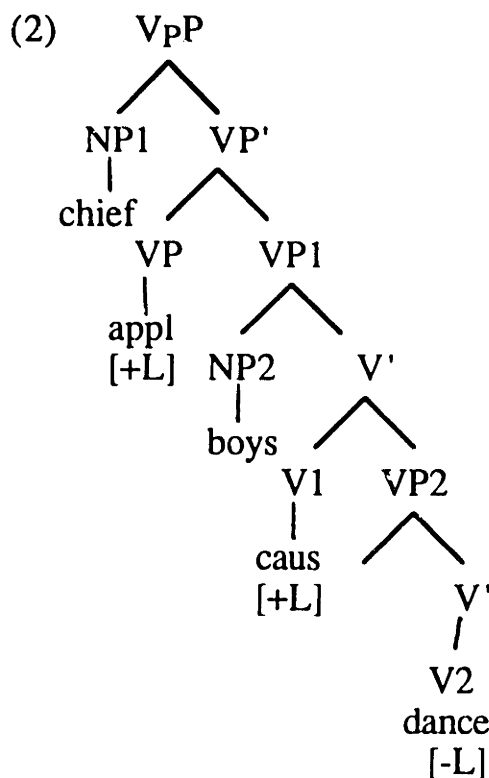 (2) VPP
NP1 VP'
chief
VP VP1
appl
[+L] NP2 V'
boys
V1 VP2
caus
[+L] V'
V2
dance
[-L]